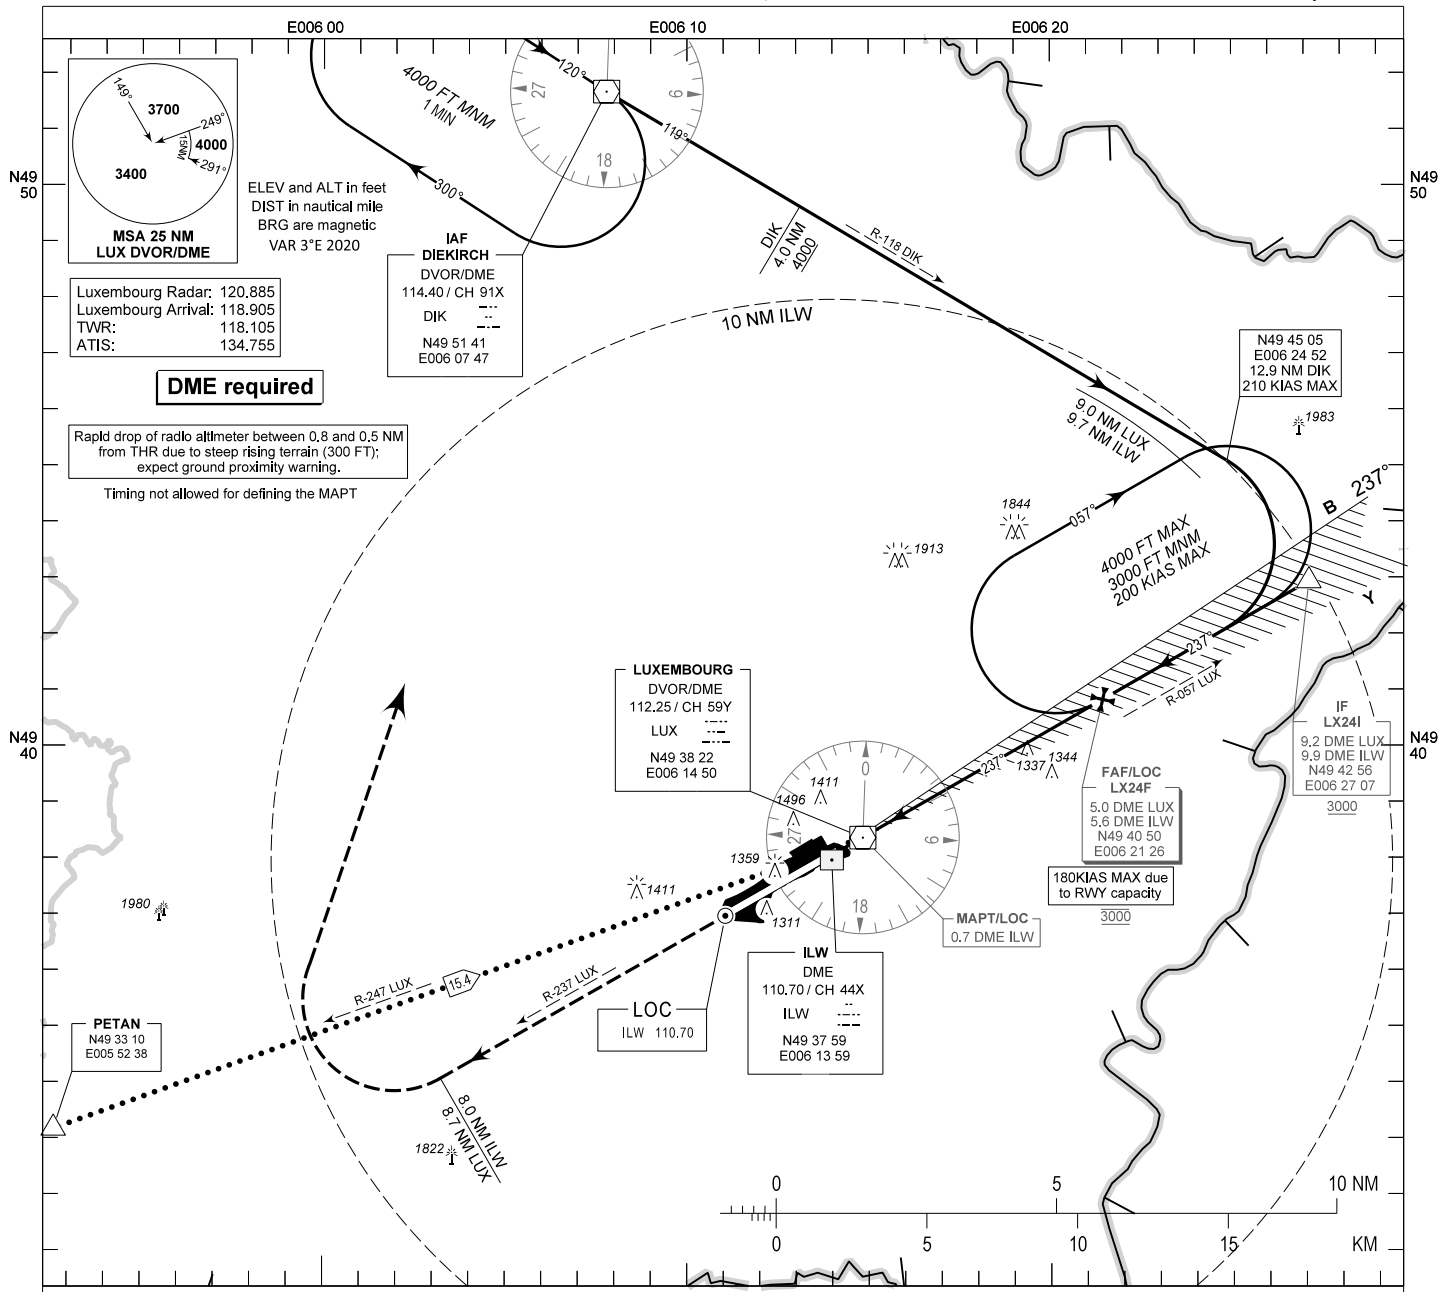 E006 00
E006 10
E006 20
149°
3700
249°
4000
15NM
291°
3400
MSA 25 NM
LUX DVOR/DME
ELEV and ALT in feet
DIST in nautical mile
BRG are magnetic
VAR 3°E 2020
N49
50
N49
50
Luxembourg Radar: 120.885
Luxembourg Arrival: 118.905
TWR: 118.105
ATIS: 134.755
DME required
Rapid drop of radio altimeter between 0.8 and 0.5 NM
from THR due to steep rising terrain (300 FT);
expect ground proximity warning.
Timing not allowed for defining the MAPT
4000 FT MNM
1 MIN
120°
300°
27
9
18
119°
IAF
DIEKIRCH
DVOR/DME
114.40 / CH 91X
DIK
N49 51 41
E006 07 47
DIK
4.0 NM
4000
R-118 DIK
10 NM ILW
N49 45 05
E006 24 52
12.9 NM DIK
210 KIAS MAX
1983
9.0 NM LUX
9.7 NM ILW
1844
1913
057°
4000 FT MAX
3000 FT MNM
200 KIAS MAX
B
237°
Y
237°
R-057 LUX
LUXEMBOURG
DVOR/DME
112.25 / CH 59Y
LUX
N49 38 22
E006 14 50
IF
LX24I
9.2 DME LUX
9.9 DME ILW
N49 42 56
E006 27 07
3000
N49
40
N49
40
237°
1337
1344
FAF/LOC
LX24F
5.0 DME LUX
5.6 DME ILW
N49 40 50
E006 21 26
180KIAS MAX due
to RWY capacity
3000
1411
1496
0
27
9
18
1359
1411
1311
1980
MAPT/LOC
0.7 DME ILW
ILW
DME
110.70 / CH 44X
ILW
N49 37 59
E006 13 59
LOC
ILW 110.70
R-247 LUX
15.4
R-237 LUX
PETAN
N49 33 10
E005 52 38
8.0 NM ILW
8.7 NM LUX
1822
0 5 10 NM
0 5 10 15 KM